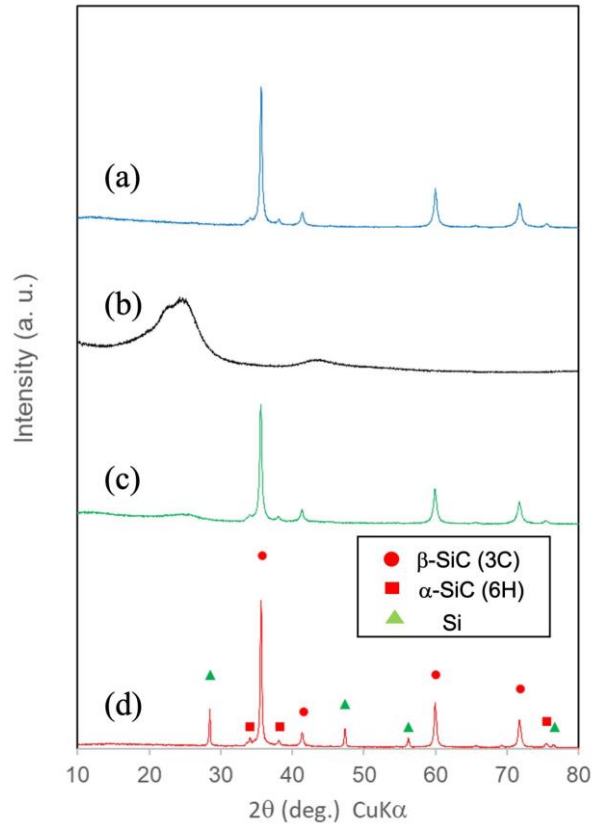 (a)
(b)
(c)
β-SiC (3C)
α-SiC (6H)
Si
(d)
Intensity (a. u.)
10 20 30 40 50 60 70 80
2θ (deg.) CuKα